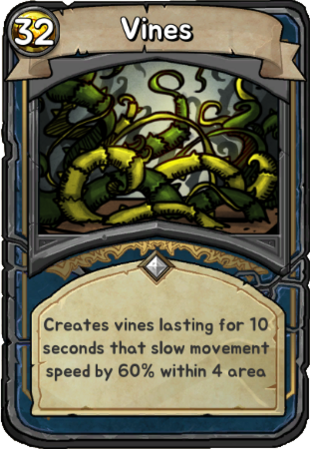 32
Vines
Creates vines lasting for 10
seconds that slow movement
speed by 60% within 4 area